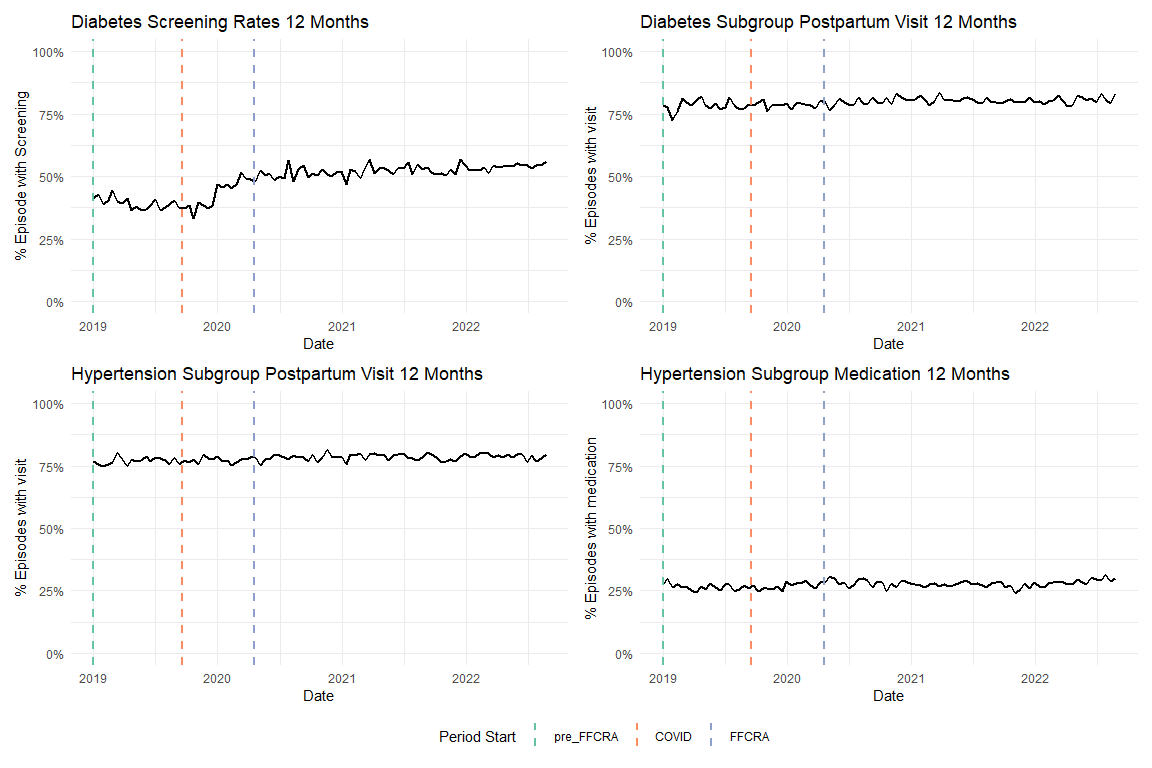 Diabetes Screening Rates 12 Months
% Episode with Screening
100%
75%
50%
25%
0%
2019 2020 2021 2022
Date
Diabetes Subgroup Postpartum Visit 12 Months
% Episodes with visit
100%
75%
50%
25%
0%
2019 2020 2021 2022
Date
Hypertension Subgroup Postpartum Visit 12 Months
% Episodes with visit
100%
75%
50%
25%
0%
2019 2020 2021 2022
Date
Hypertension Subgroup Medication 12 Months
% Episodes with medication
100%
75%
50%
25%
0%
2019 2020 2021 2022
Date
Period Start pre_FFCRA COVID FFCRA